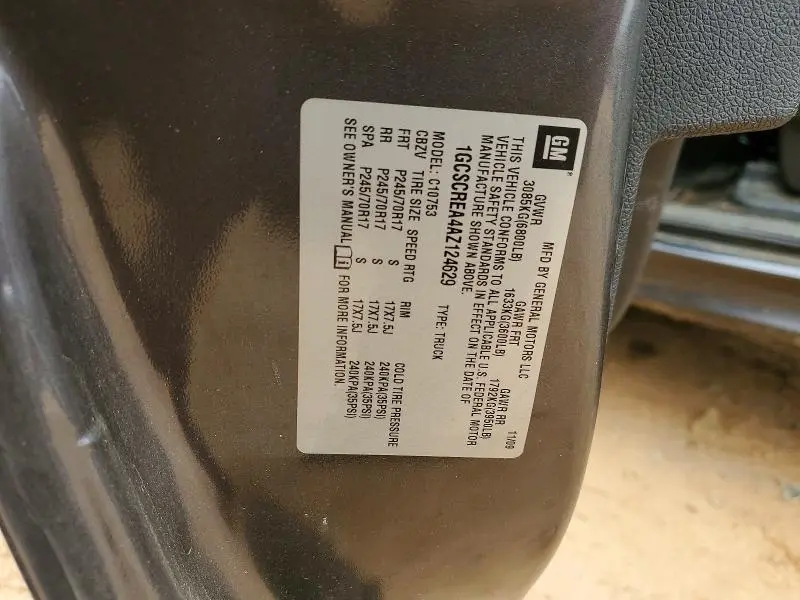 GM
MFD BY GENERAL MOTORS LLC 11/09
GVWR GAWR FRT GAWR RR
3085KG(6800LB) 1633KG(3600LB) 1792KG(3950LB)
THIS VEHICLE CONFORMS TO ALL APPLICABLE U.S. FEDERAL MOTOR
VEHICLE SAFETY STANDARDS IN EFFECT ON THE DATE OF
MANUFACTURE SHOWN ABOVE.
1GCSCREA4AZ124629 TYPE: TRUCK
MODEL: C10753
CBZV TIRE SIZE SPEED RTG RIM COLD TIRE PRESSURE
FRT P245/70R17 S 17X7.5J 240KPA(35PSI)
RR P245/70R17 S 17X7.5J 240KPA(35PSI)
SPA P245/70R17 S 17X7.5J 240KPA(35PSI)
SEE OWNER'S MANUAL FOR MORE INFORMATION.